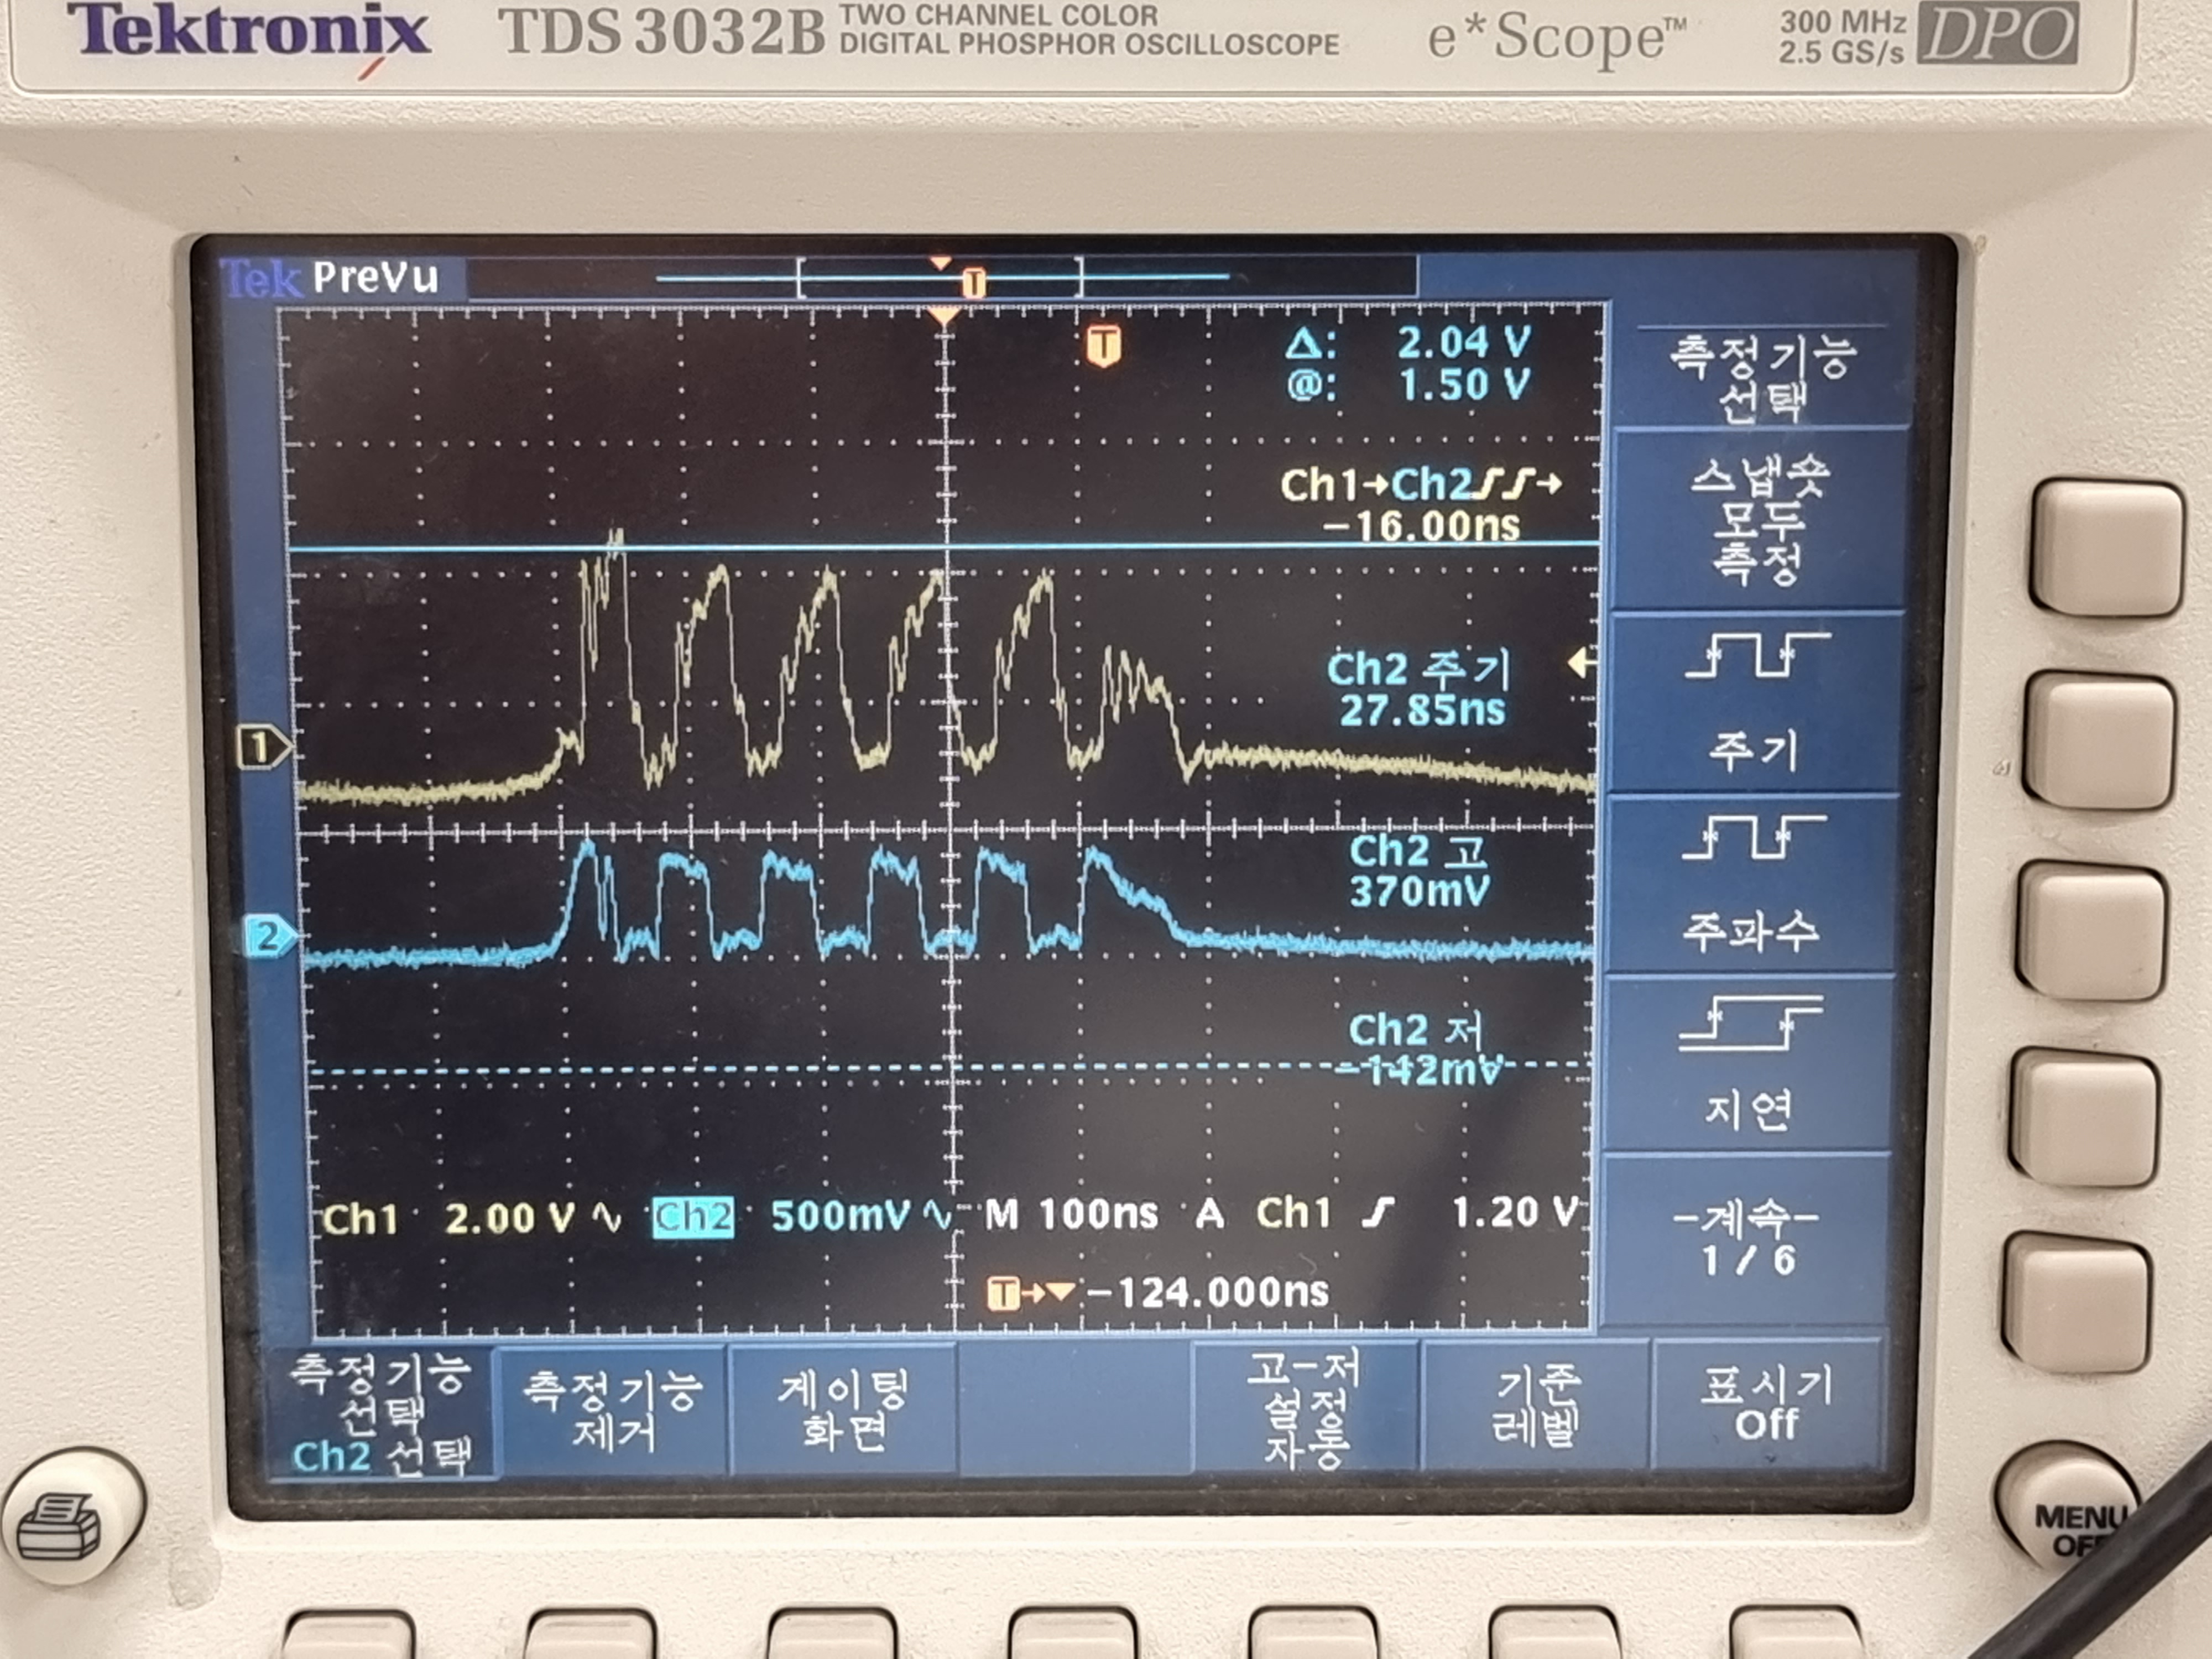 Tektronix TDS 3032B TWO CHANNEL COLOR DIGITAL PHOSPHOR OSCILLOSCOPE e*Scope™ 300 MHz 2.5 GS/s DPO
Tek PreVu
T
T
Δ: 2.04 V
@: 1.50 V
Ch1→Ch2 →
-16.00ns
Ch2 주기
27.85ns
1
Ch2 고
370mV
2
Ch2 저
-142mV
Ch1 2.00 V Ch2 500mV M 100ns A Ch1 1.20 V
T→▼ -124.000ns
측정기능
선택
스냅숏
모두
측정
주기
주파수
지연
-계속-
1 / 6
측정기능
선택
Ch2 선택
측정기능
제거
게이팅
화면
고-저
설정
자동
기준
레벨
표시기
Off
MENU
OFF